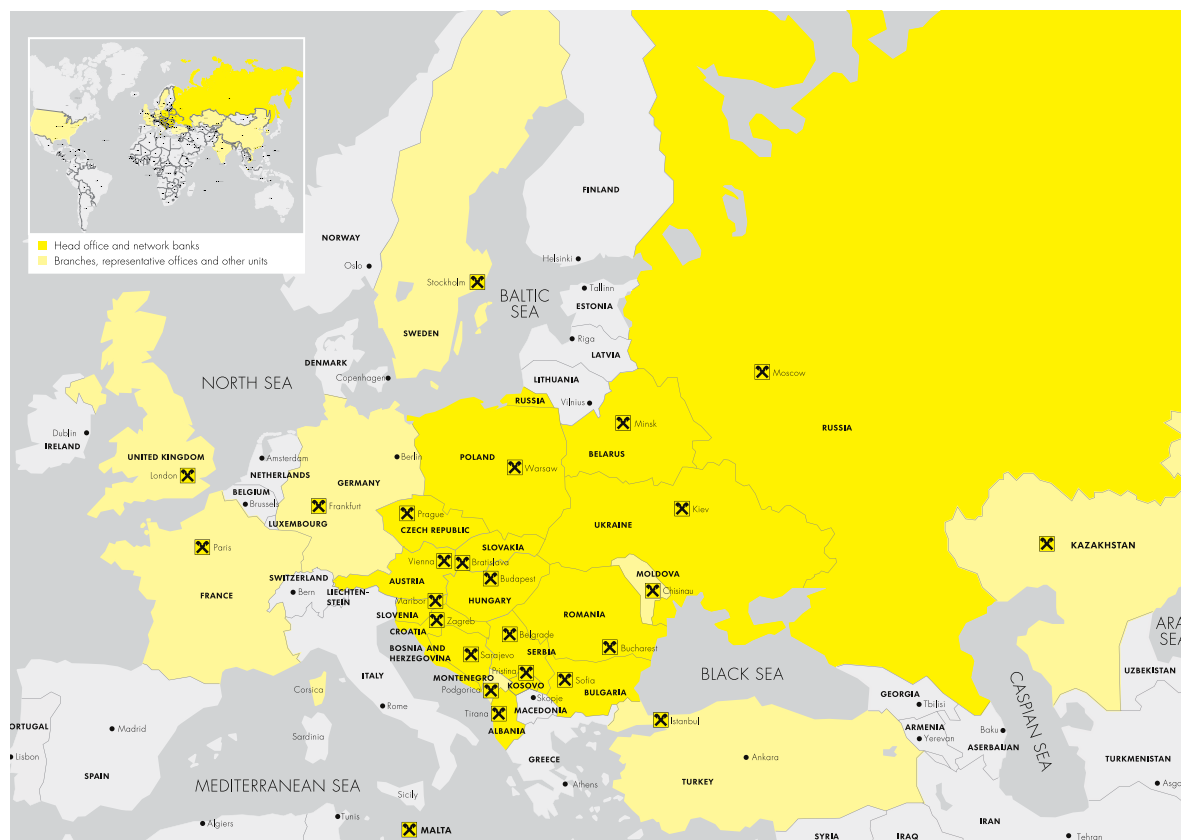 Head office and network banks
Branches, representative offices and other units
FINLAND
NORWAY
Oslo
Helsinki
Stockholm
Tallinn
BALTIC
SEA
ESTONIA
SWEDEN
Riga
LATVIA
DENMARK
Copenhagen
NORTH SEA
LITHUANIA
Vilnius
RUSSIA
Moscow
Minsk
RUSSIA
Dublin
IRELAND
UNITED KINGDOM
London
Amsterdam
NETHERLANDS
Berlin
GERMANY
POLAND
Warsaw
BELARUS
BELGIUM
Brussels
LUXEMBOURG
Frankfurt
Prague
CZECH REPUBLIC
Kiev
UKRAINE
Paris
SLOVAKIA
KAZAKHSTAN
Vienna
Bratislava
SWITZERLAND
Bern
LIECHTEN-
STEIN
AUSTRIA
Budapest
MOLDOVA
Chisinau
FRANCE
Maribor
HUNGARY
SLOVENIA
ROMANIA
Zagreb
CROATIA
Belgrade
BOSNIA AND
HERZEGOVINA
Sarajevo
SERBIA
Bucharest
ARA
SEA
ITALY
MONTENEGRO
Pristina
KOSOVO
Sofia
BULGARIA
BLACK SEA
UZBEKISTAN
Corsica
Podgorica
Skopje
MACEDONIA
GEORGIA
Tbilisi
CASPIAN SEA
Rome
Tirana
ALBANIA
Istanbul
ARMENIA
Yerevan
Baku
ASERBAIJAN
ORTUGAL
Madrid
Sardinia
Lisbon
SPAIN
GREECE
Ankara
TURKMENISTAN
MEDITERRANEAN SEA
Athens
TURKEY
Asga
Sicily
Algiers
Tunis
MALTA
SYRIA
IRAQ
IRAN
Tehran